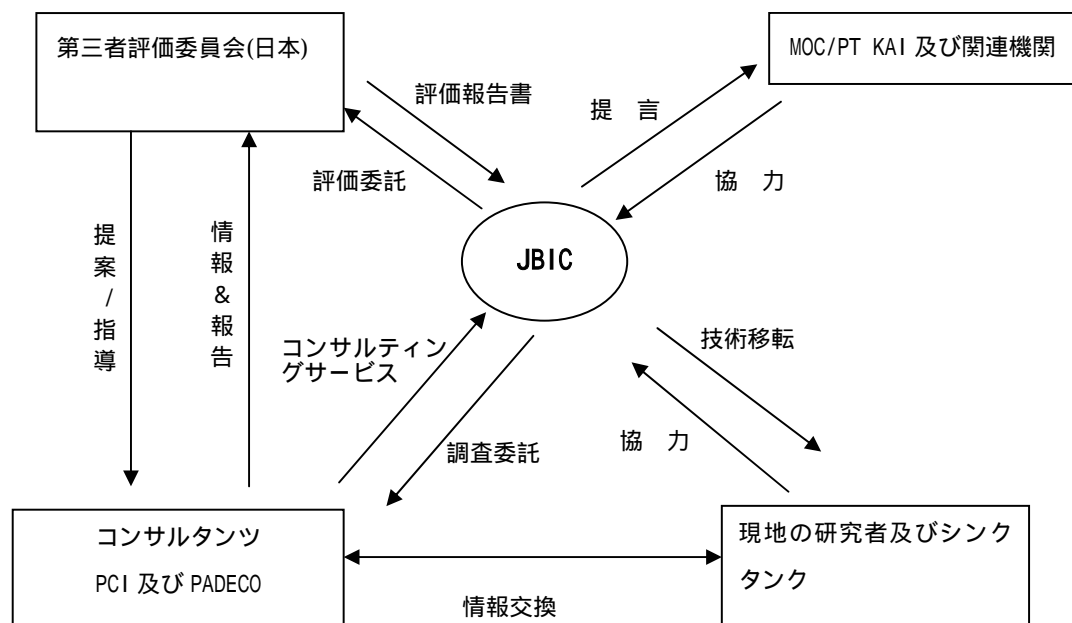 第三者評価委員会(日本)
MOC/PT KAI 及び関連機関
評価報告書
提 言
評価委託
協 力
提案/指導
情報&報告
JBIC
コンサルティン
グサービス
技術移転
調査委託
協 力
コンサルタンツ
PCI 及び PADECO
現地の研究者及びシンク
タンク
情報交換